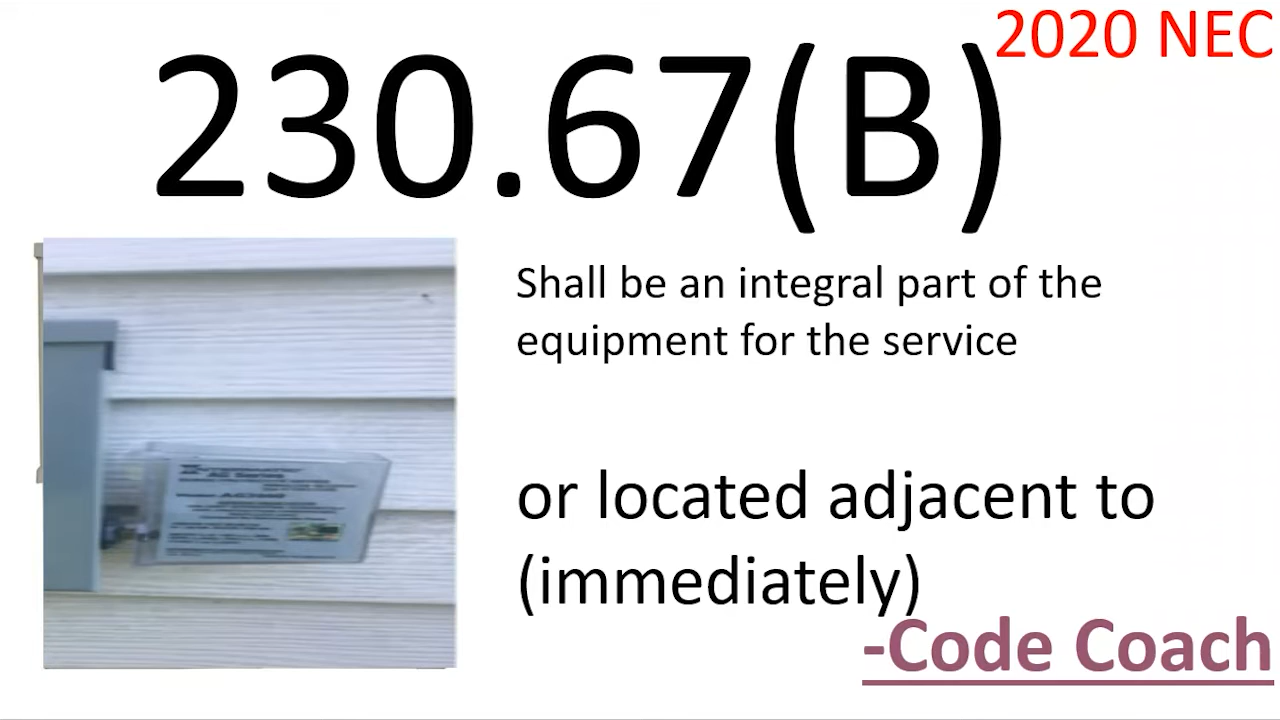 2020 NEC
230.67(B)
Shall be an integral part of the
equipment for the service
or located adjacent to
(immediately)
-Code Coach